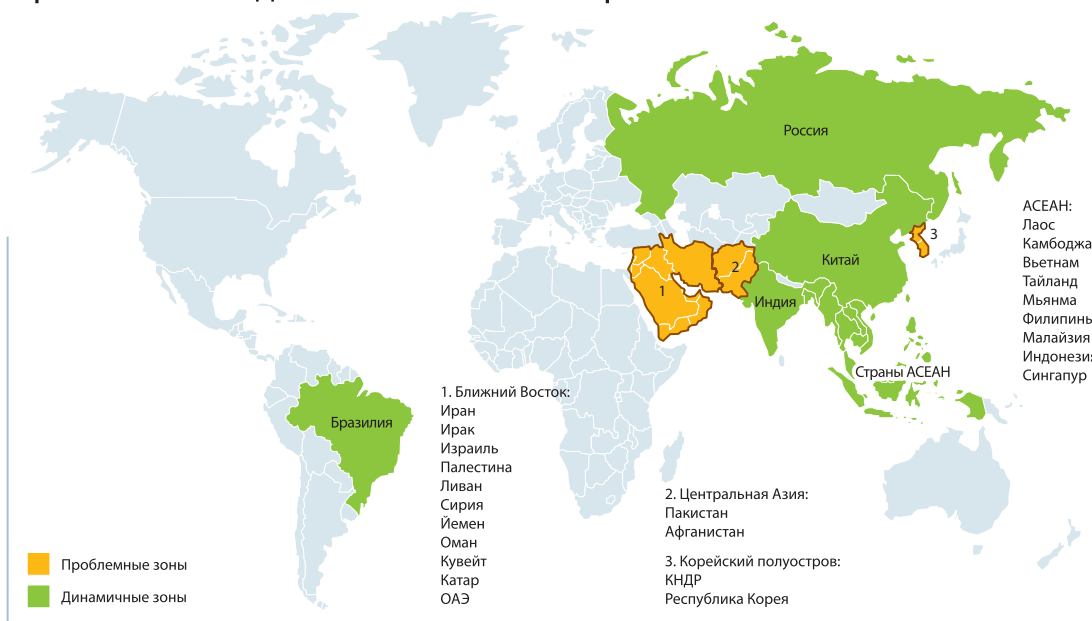 Россия
Китай
Индия
Страны АСЕАН
Бразилия
1
2
3
АСЕАН:
Лаос
Камбоджа
Вьетнам
Тайланд
Мьянма
Филипины
Малайзия
Сингапур
1. Ближний Восток:
Иран
Ирак
Израиль
Палестина
Ливан
Сирия
Йемен
Оман
Кувейт
Катар
ОАЭ
2. Центральная Азия:
Пакистан
Афганистан
3. Корейский полуостров:
КНДР
Республика Корея
Проблемные зоны
Динамичные зоны